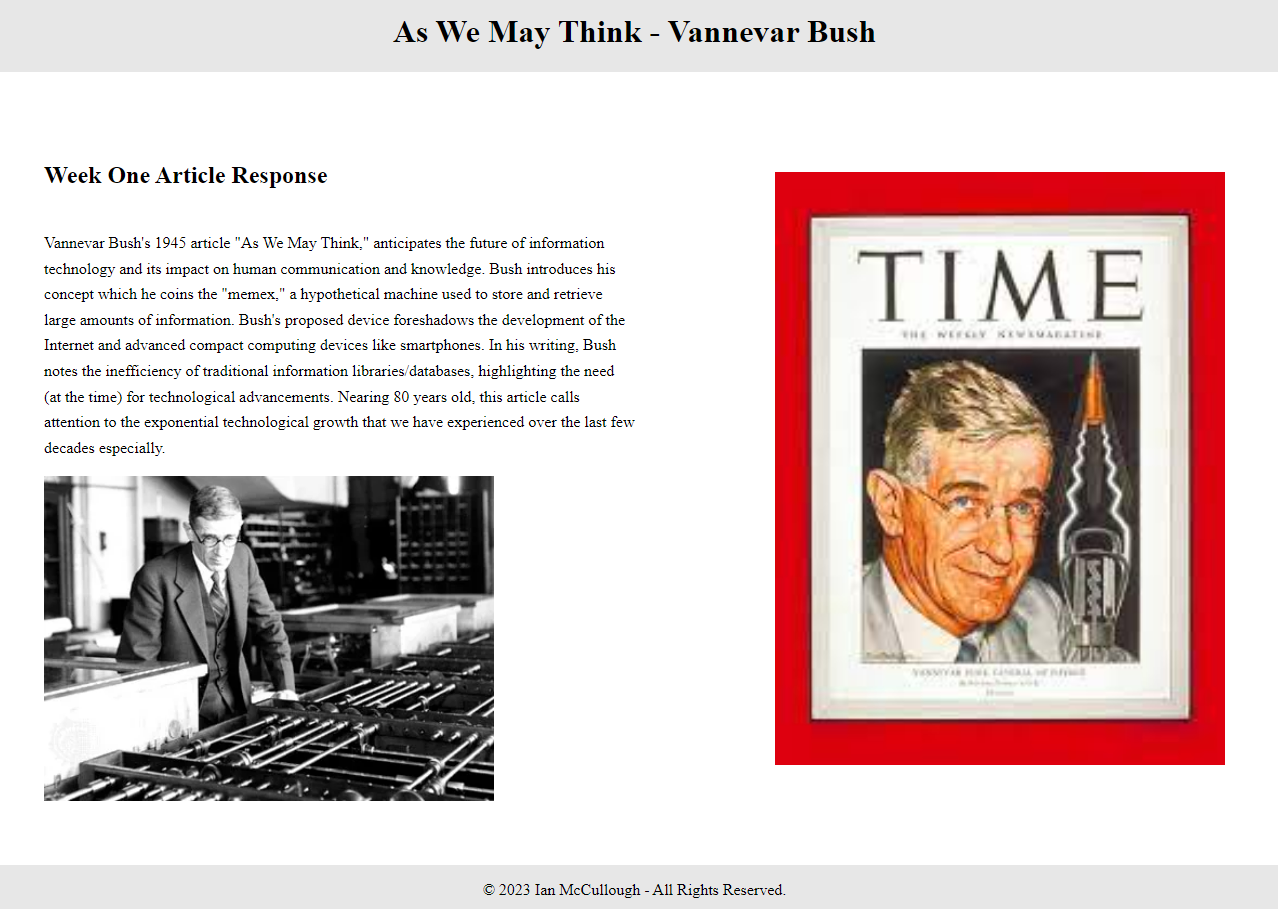 As We May Think - Vannevar Bush
Week One Article Response
Vannevar Bush's 1945 article "As We May Think," anticipates the future of information
technology and its impact on human communication and knowledge. Bush introduces his
concept which he coins the "memex," a hypothetical machine used to store and retrieve
large amounts of information. Bush's proposed device foreshadows the development of the
Internet and advanced compact computing devices like smartphones. In his writing, Bush
notes the inefficiency of traditional information libraries/databases, highlighting the need
(at the time) for technological advancements. Nearing 80 years old, this article calls
attention to the exponential technological growth that we have experienced over the last few
decades especially.
TIME
THE WEEKLY NEWSMAGAZINE
© 2023 Ian McCullough - All Rights Reserved.